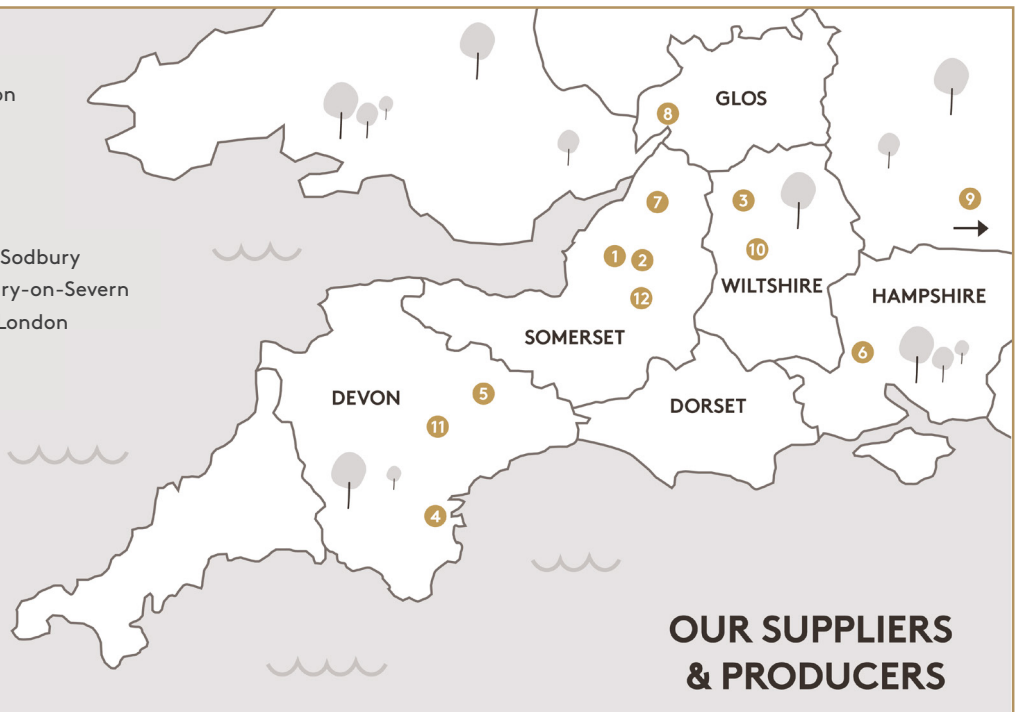 on
Sodbury
ry-on-Severn
London
GLOS
8
7
3
9
1
2
10
12
WILTSHIRE
HAMPSHIRE
SOMERSET
6
DEVON
5
DORSET
11
4
OUR SUPPLIERS
& PRODUCERS